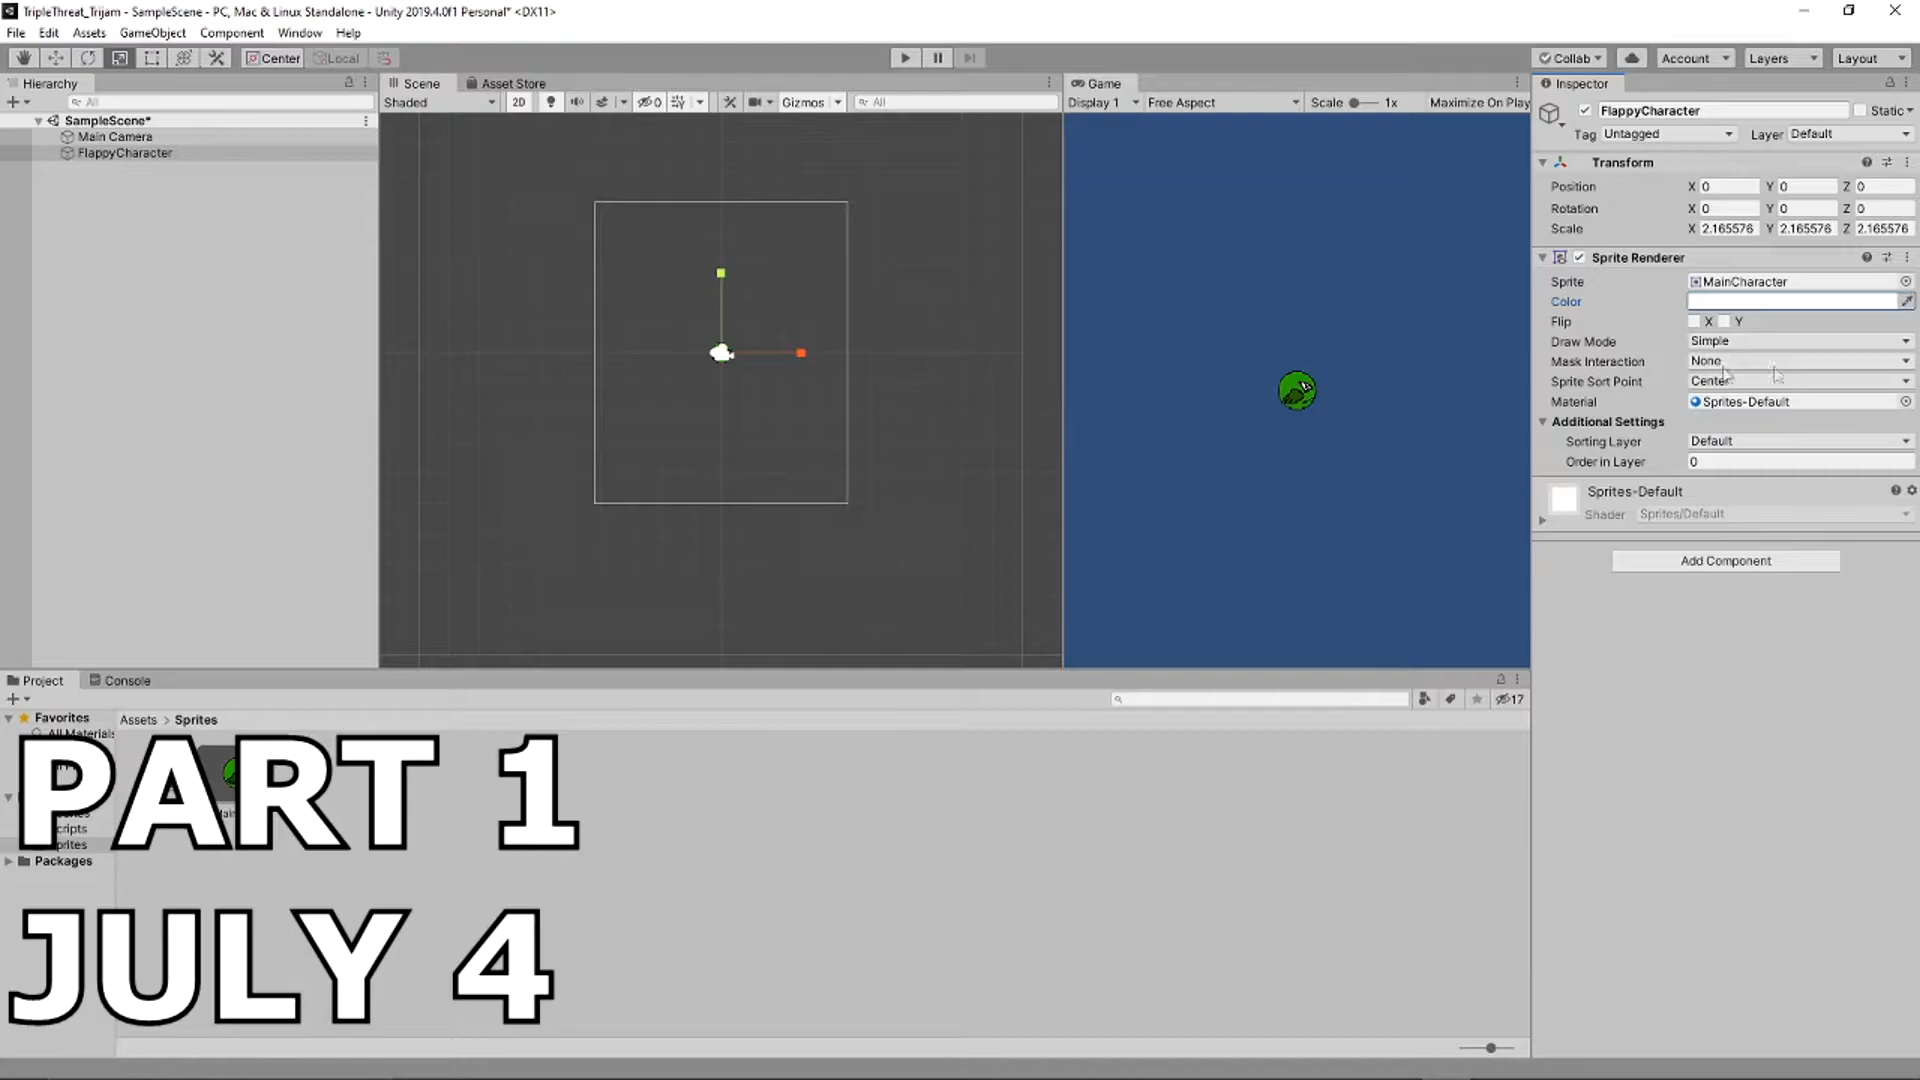 TripleThreat_Trijam - SampleScene - PC, Mac & Linux Standalone - Unity 2019.4.0f1 Personal* <DX11>
File Edit Assets GameObject Component Window Help
Center Local Collab Account Layers Layout
Hierarchy Scene Asset Store Game Inspector
All Shaded 2D 0 Gizmos All Display 1 Free Aspect Scale 1x Maximize On Play
FlappyCharacter Static
SampleScene*
Main Camera
FlappyCharacter
Tag Untagged Layer Default
Transform
Position X 0 Y 0 Z 0
Rotation X 0 Y 0 Z 0
Scale X 2.165576 Y 2.165576 Z 2.165576
Sprite Renderer
Sprite MainCharacter
Color
Flip X Y
Draw Mode Simple
Mask Interaction None
Sprite Sort Point Center
Material Sprites-Default
Additional Settings
Sorting Layer Default
Order in Layer 0
Sprites-Default
Shader Sprites/Default
Add Component
Project Console
17
Favorites Assets > Sprites
All Materials
Packages
PART 1
JULY 4